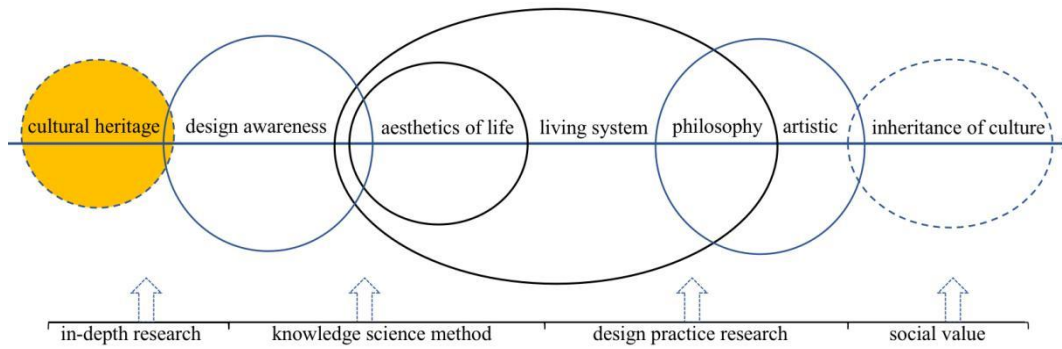 cultural heritage design awareness aesthetics of life living system philosophy artistic inheritance of culture
in-depth research knowledge science method design practice research social value